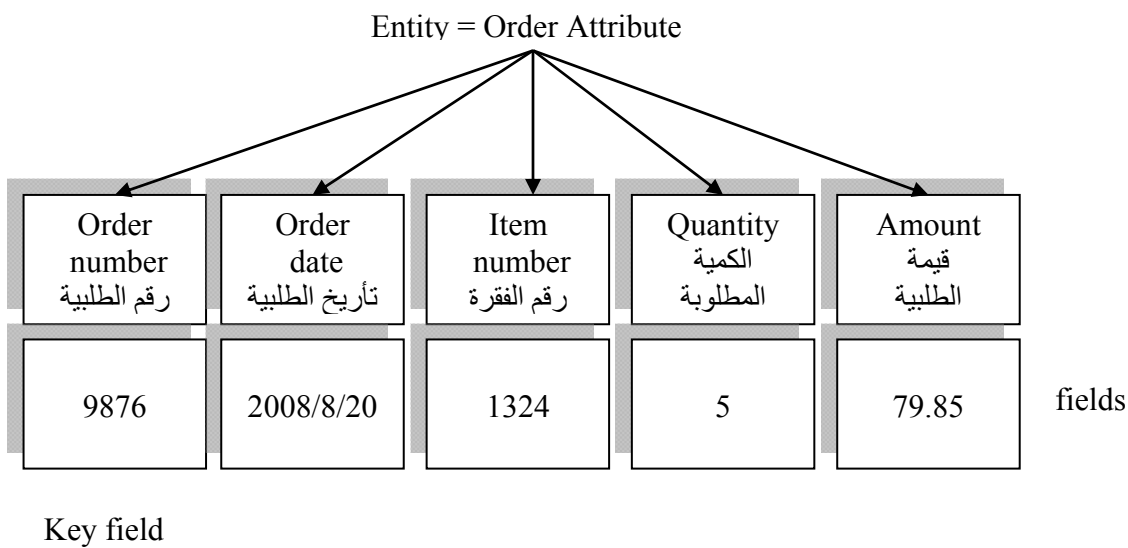 Entity = Order Attribute
Order
number
رقم الطلبية
Order
date
تأريخ الطلبية
Item
number
رقم الفقرة
Quantity
الكمية
المطلوبة
Amount
قيمة
الطلبية
9876
2008/8/20
1324
5
79.85
fields
Key field